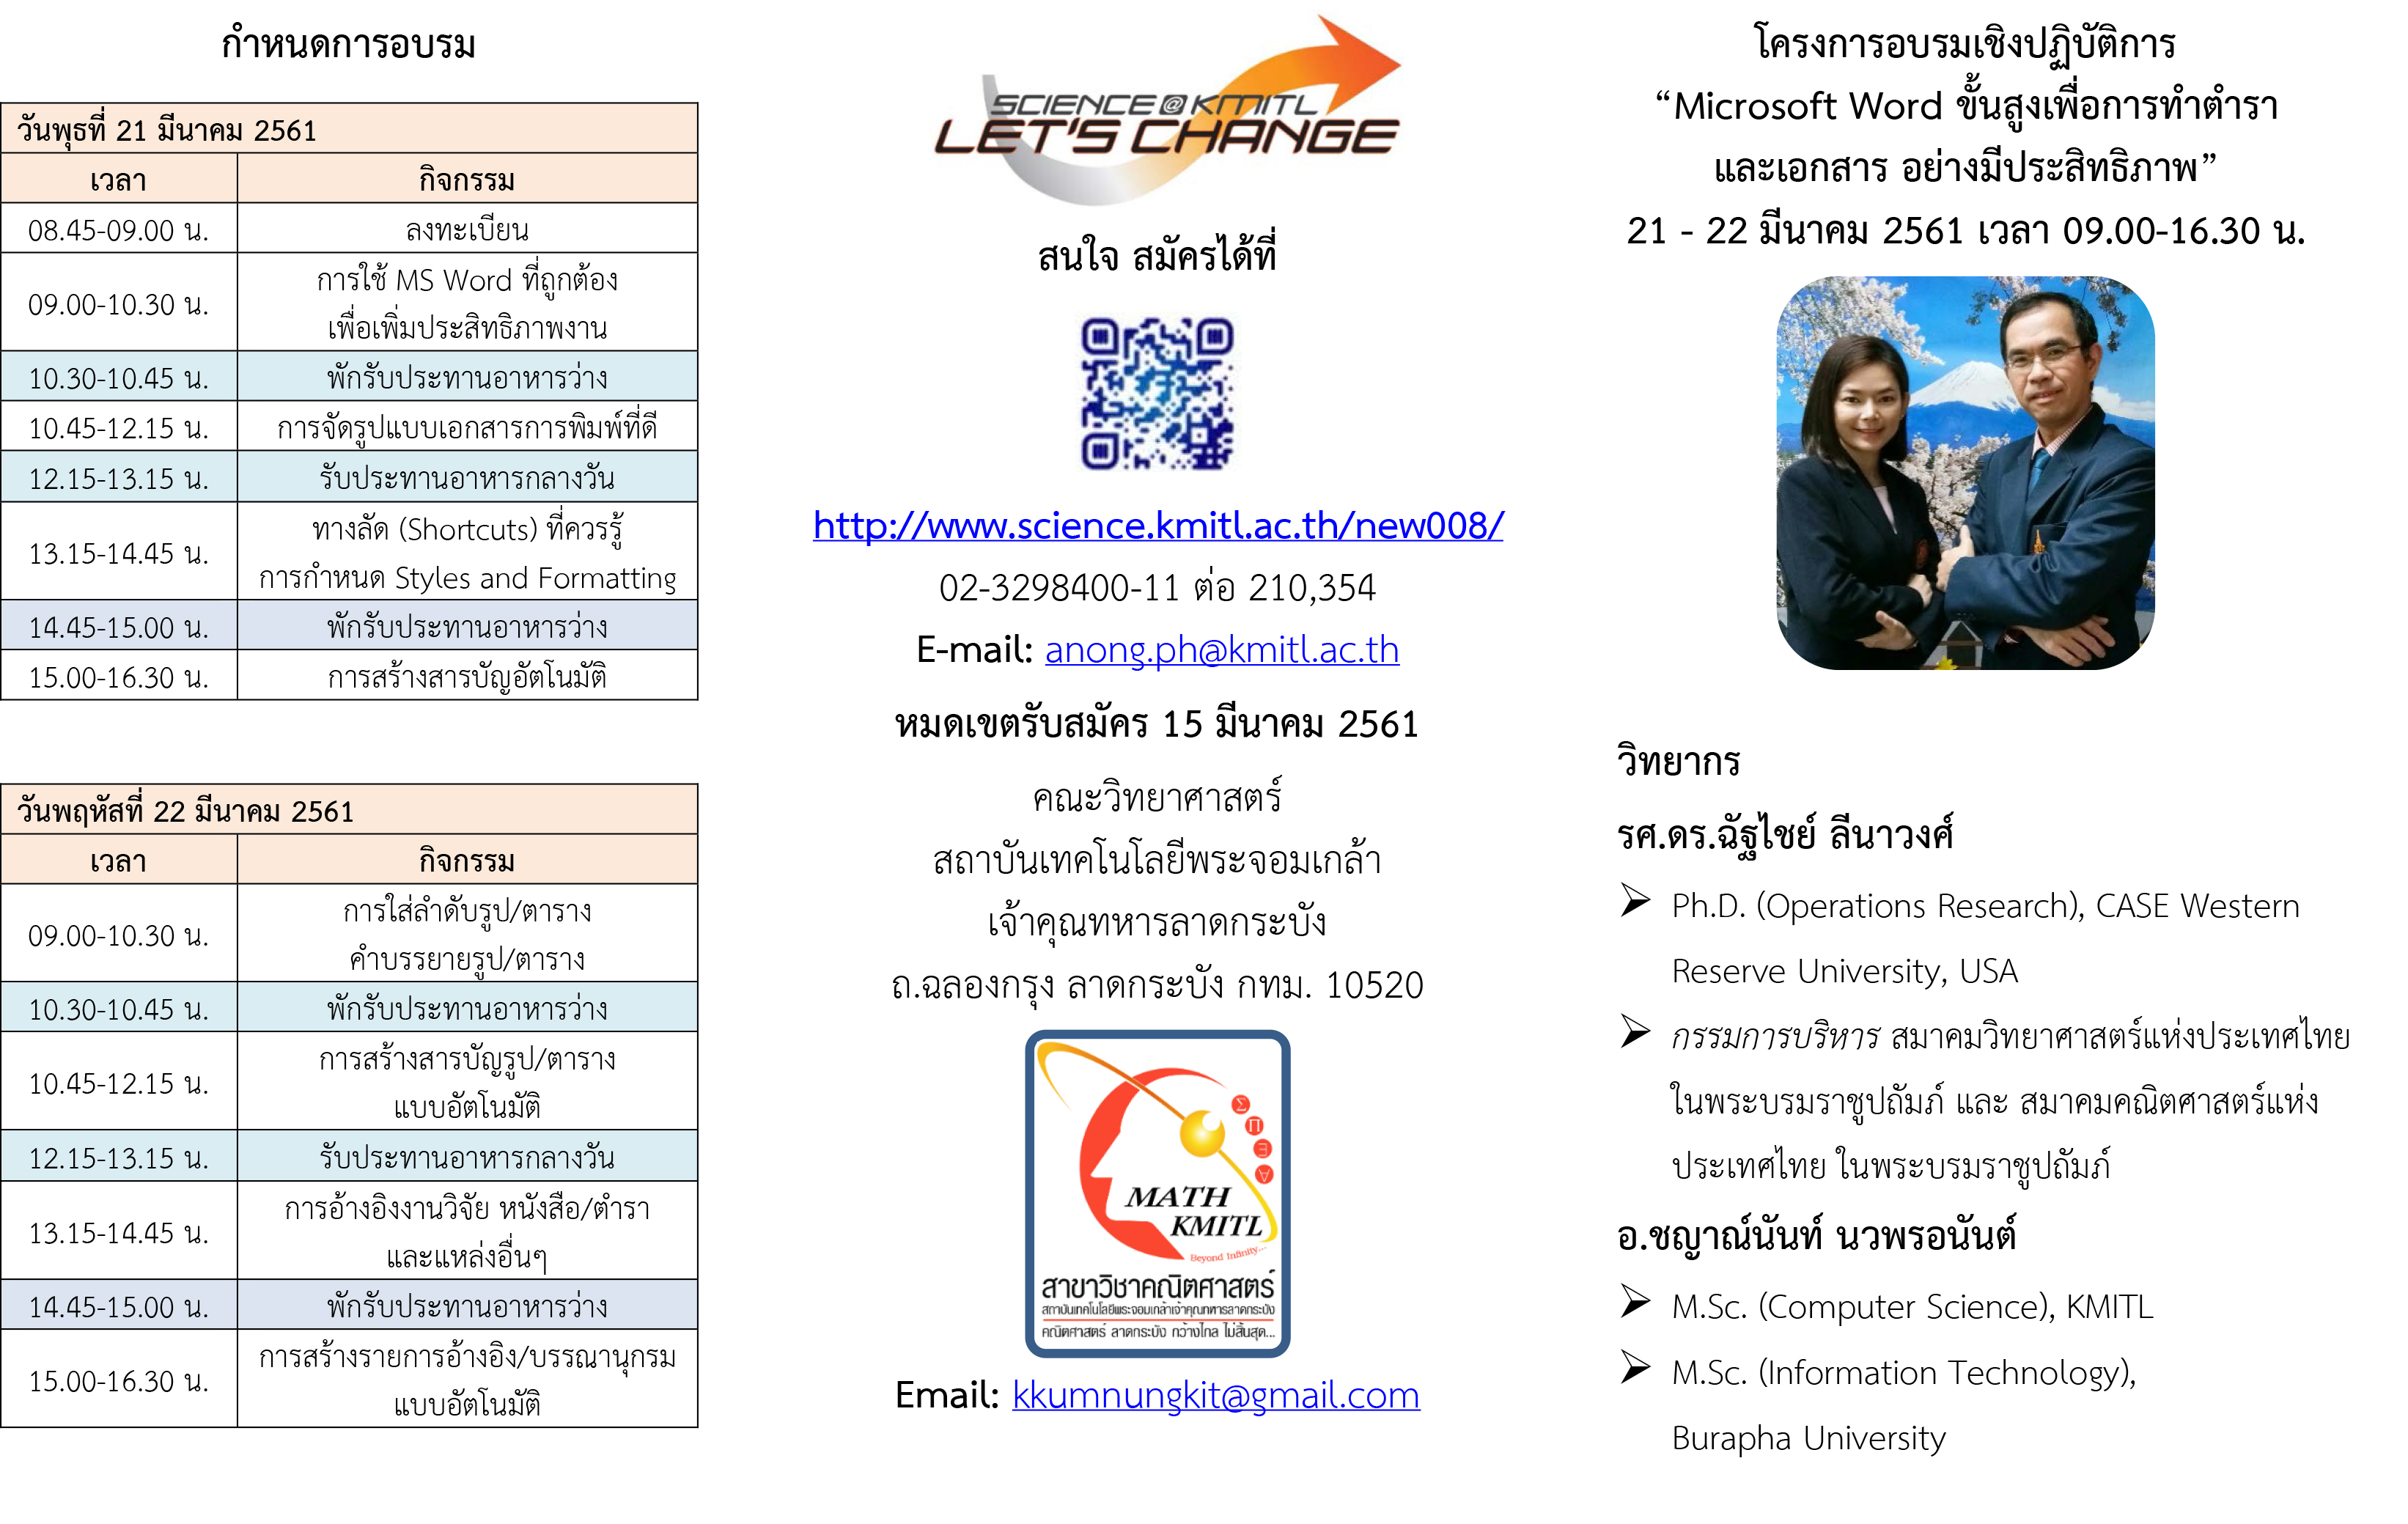 กำหนดการอบรม
วันพุธที่ 21 มีนาคม 2561
เวลา กิจกรรม
08.45-09.00 น. ลงทะเบียน
09.00-10.30 น. การใช้ MS Word ที่ถูกต้อง
เพื่อเพิ่มประสิทธิภาพงาน
10.30-10.45 น. พักรับประทานอาหารว่าง
10.45-12.15 น. การจัดรูปแบบเอกสารการพิมพ์ที่ดี
12.15-13.15 น. รับประทานอาหารกลางวัน
13.15-14.45 น. ทางลัด (Shortcuts) ที่ควรรู้
การกำหนด Styles and Formatting
14.45-15.00 น. พักรับประทานอาหารว่าง
15.00-16.30 น. การสร้างสารบัญอัตโนมัติ
วันพฤหัสที่ 22 มีนาคม 2561
เวลา กิจกรรม
09.00-10.30 น. การใส่ลำดับรูป/ตาราง
คำบรรยายรูป/ตาราง
10.30-10.45 น. พักรับประทานอาหารว่าง
10.45-12.15 น. การสร้างสารบัญรูป/ตาราง
แบบอัตโนมัติ
12.15-13.15 น. รับประทานอาหารกลางวัน
13.15-14.45 น. การอ้างอิงงานวิจัย หนังสือ/ตำรา
และแหล่งอื่นๆ
14.45-15.00 น. พักรับประทานอาหารว่าง
15.00-16.30 น. การสร้างรายการอ้างอิง/บรรณานุกรม
แบบอัตโนมัติ
SCIENCE@KMITL
LET'S CHANGE
สนใจ สมัครได้ที่
http://www.science.kmitl.ac.th/new008/
02-3298400-11 ต่อ 210,354
E-mail: anong.ph@kmitl.ac.th
หมดเขตรับสมัคร 15 มีนาคม 2561
คณะวิทยาศาสตร์
สถาบันเทคโนโลยีพระจอมเกล้า
เจ้าคุณทหารลาดกระบัง
ถ.ฉลองกรุง ลาดกระบัง กทม. 10520
Σ
Π
∃
∀
MATH
KMITL
Beyond Infinity...
สาขาวิชาคณิตศาสตร์
สถาบันเทคโนโลยีพระจอมเกล้าเจ้าคุณทหารลาดกระบัง
คณิตศาสตร์ ลาดกระบัง กว้างไกล ไม่สิ้นสุด...
Email: kkumnungkit@gmail.com
โครงการอบรมเชิงปฏิบัติการ
“Microsoft Word ขั้นสูงเพื่อการทำตำรา
และเอกสาร อย่างมีประสิทธิภาพ”
21 - 22 มีนาคม 2561 เวลา 09.00-16.30 น.
วิทยากร
รศ.ดร.ฉัฐไชย์ ลีนาวงศ์
Ph.D. (Operations Research), CASE Western
Reserve University, USA
กรรมการบริหาร สมาคมวิทยาศาสตร์แห่งประเทศไทย
ในพระบรมราชูปถัมภ์ และ สมาคมคณิตศาสตร์แห่ง
ประเทศไทย ในพระบรมราชูปถัมภ์
อ.ชญาณ์นันท์ นวพรอนันต์
M.Sc. (Computer Science), KMITL
M.Sc. (Information Technology),
Burapha University